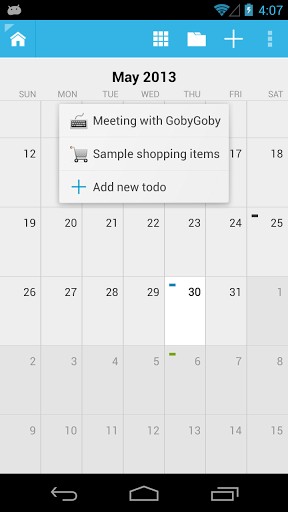 4:07
May 2013
SUN MON TUE WED THU FRI SAT
Meeting with GobyGoby
12 17 18
Sample shopping items
Add new todo
19 20 21 22 23 24 25
26 27 28 29 30 31 1
2 3 4 5 6 7 8
9 10 11 12 13 14 15